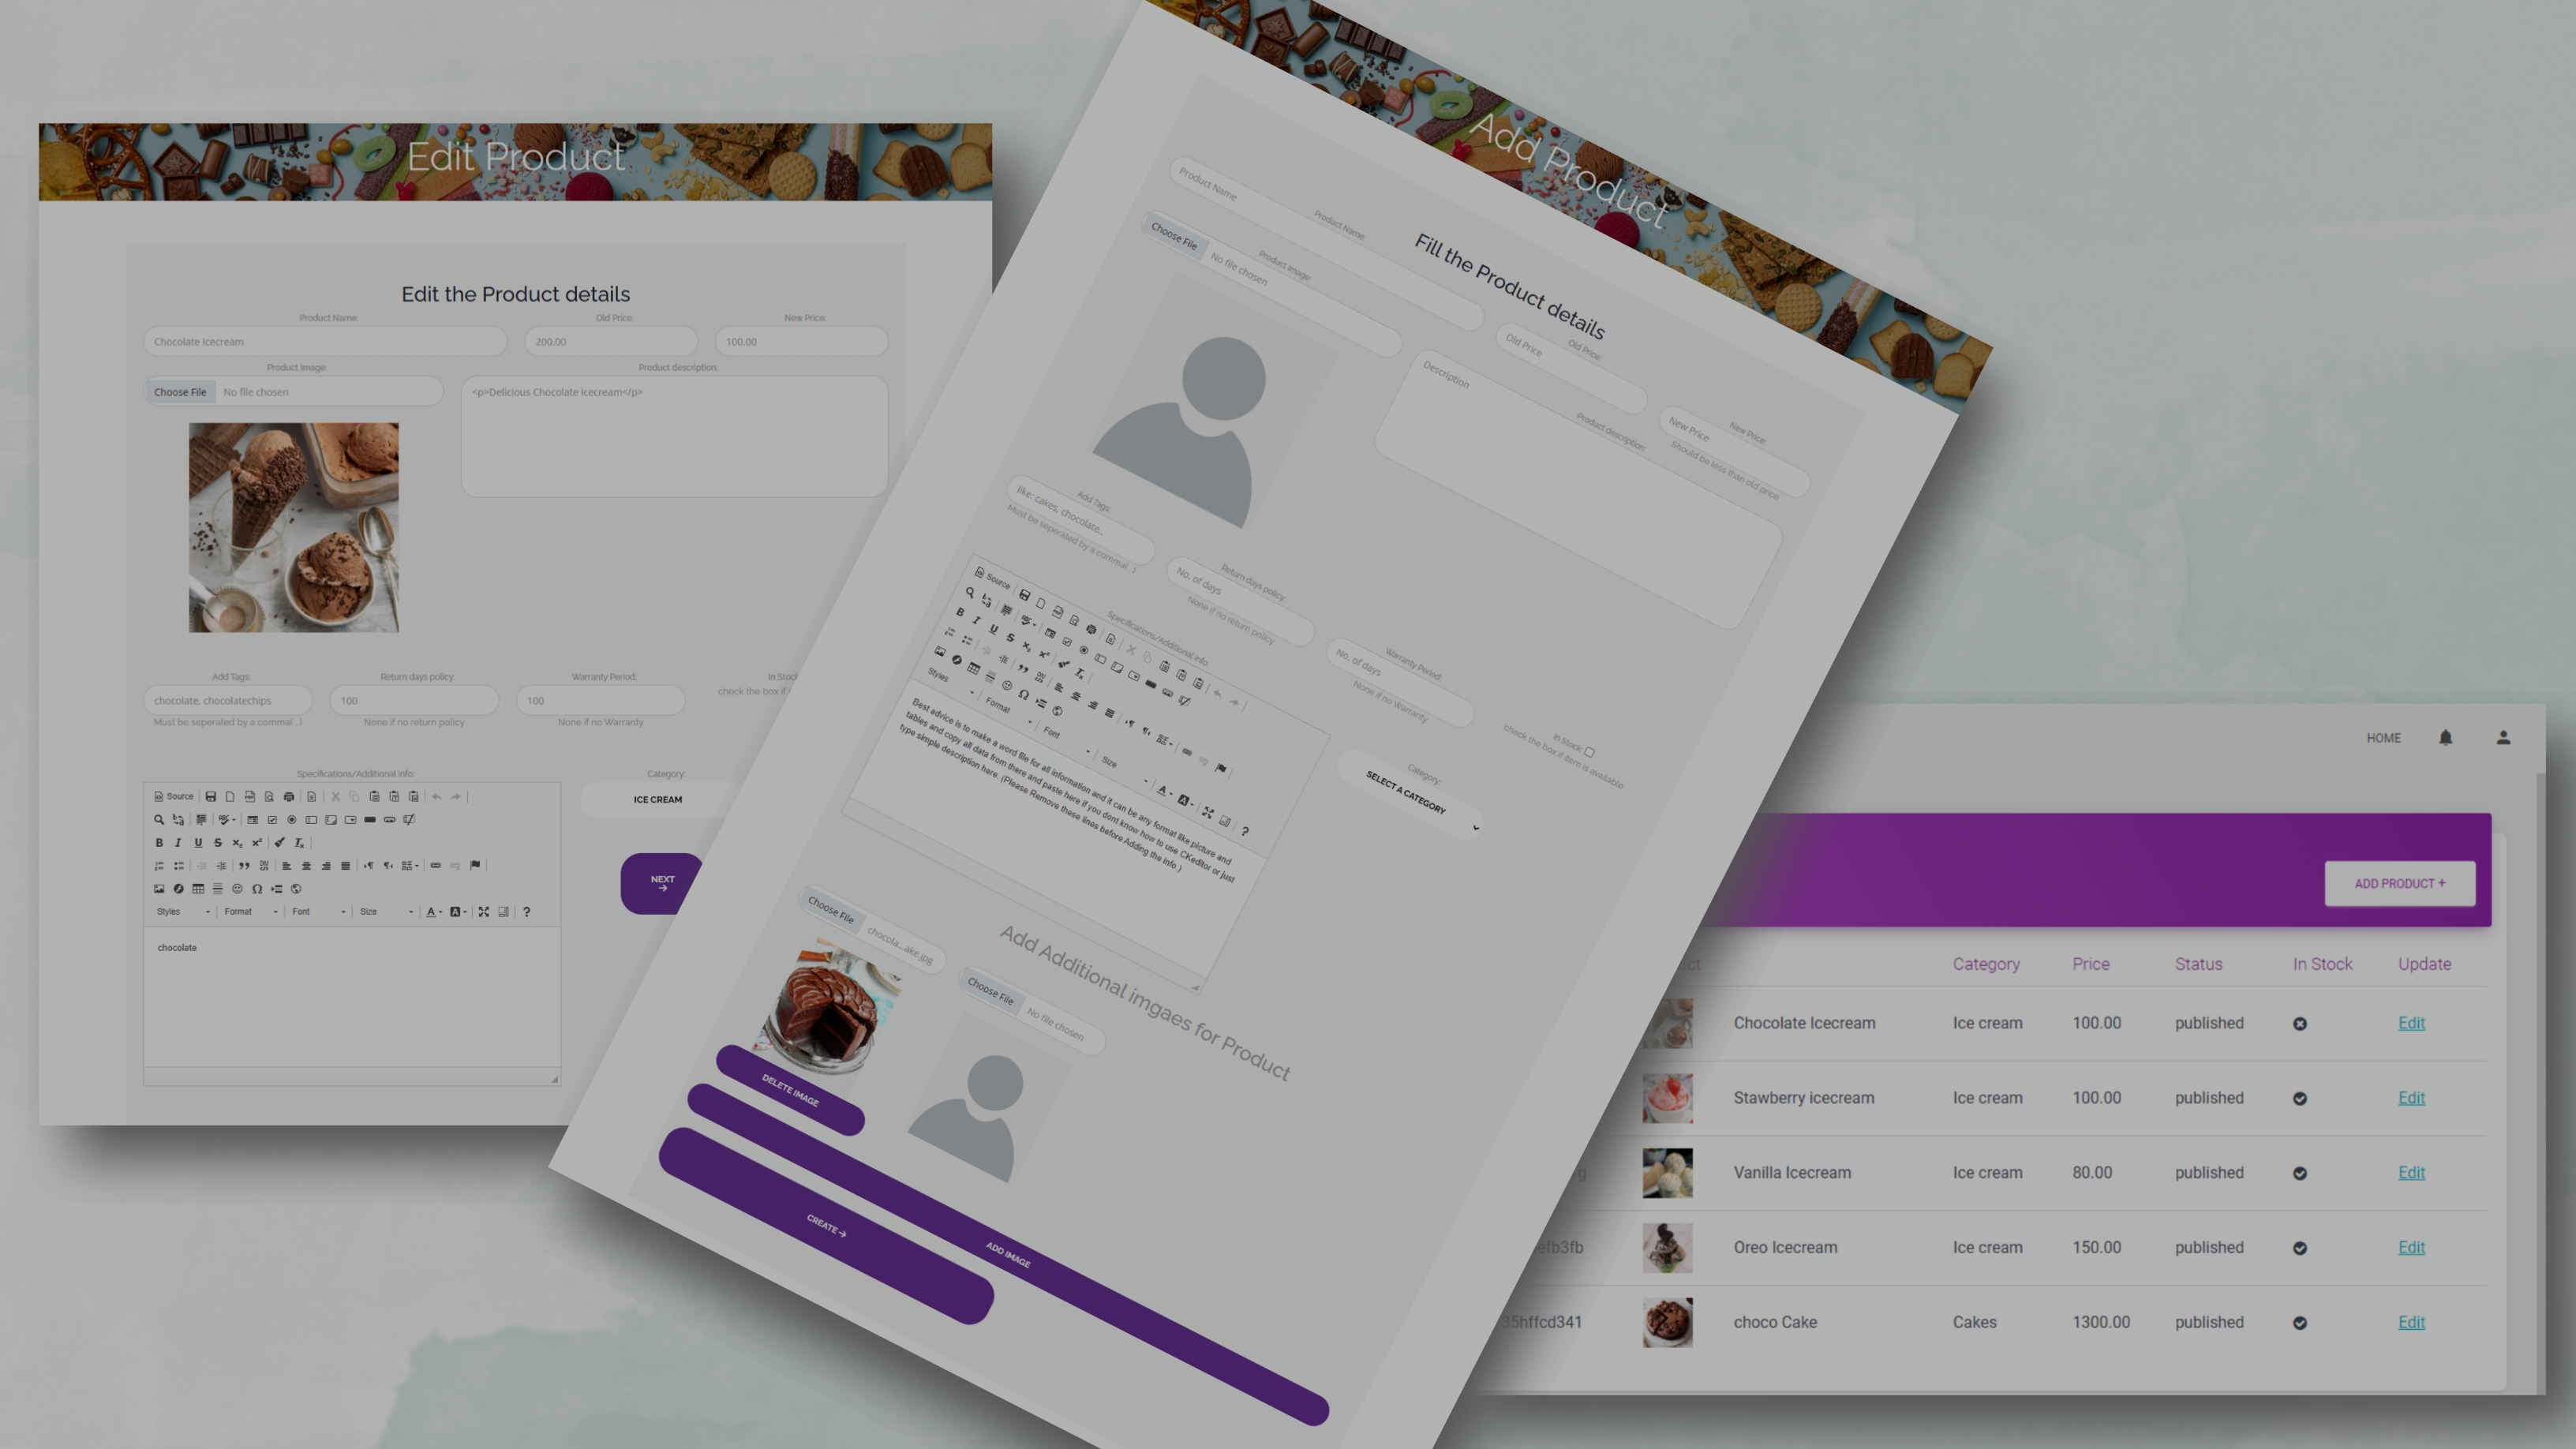 Edit Product
Edit the Product details
Product Name:
Old Price:
New Price:
Chocolate Icecream
200.00
100.00
Product Image:
Product description:
Choose File No file chosen
<p>Delicious Chocolate icecream</p>
Add Tags:
Return days policy:
Warranty Period:
In Stock
chocolate, chocolatechips
100
100
check the box if
Must be seperated by a comma(, )
None if no return policy
None if no Warranty
Specifications/Additional info:
Category:
Source
ICE CREAM
Styles Format Font Size
NEXT
chocolate
Add Product
Fill the Product details
Product Name:
Product Name
Old Price:
Old Price
New Price:
New Price
Should be less than old price
Product Image:
Choose File No file chosen
Product description:
Description
Add Tags
like: cakes, chocolate..
Must be seperated by a comma(, )
Return days policy:
No. of days
None if no return policy
Warranty Period:
No. of days
None if no Warranty
In Stock:
check the box if item is available
Specifications/Additional info:
Source
Styles Format Font Size
Best advice is to make a word file for all information and it can be any format like picture and
tables and copy all data from there and paste here if you dont know how to use CKeditor or just
type simple description here. (Please Remove these lines before Adding the info.)
Category:
SELECT A CATEGORY
Add Additional imgaes for Product
Choose File chocola...ake.jpg
Choose File No file chosen
DELETE IMAGE
ADD IMAGE
CREATE
HOME
ADD PRODUCT +
Category Price Status In Stock Update
Chocolate Icecream Ice cream 100.00 published Edit
Stawberry icecream Ice cream 100.00 published Edit
g Vanilla Icecream Ice cream 80.00 published Edit
efb3fb Oreo Icecream Ice cream 150.00 published Edit
35hffcd341 choco Cake Cakes 1300.00 published Edit